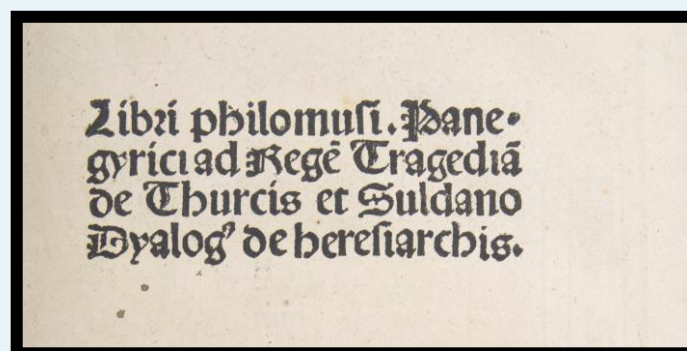 Libri philomuſi. Pane-
gyrici ad Regē Tragediā
de Thurcis et Suldano
Dyalog' de hereſiarchis.